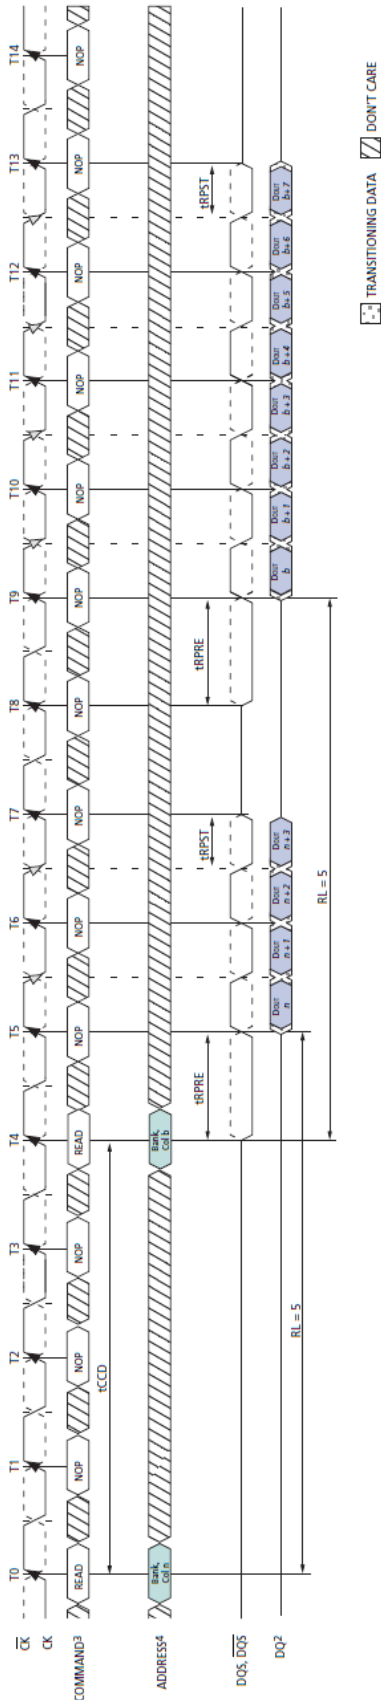 T0 T1 T2 T3 T4 T5 T6 T7 T8 T9 T10 T11 T12 T13 T14
CK
CK
COMMAND3 READ NOP NOP NOP READ NOP NOP NOP NOP NOP NOP NOP NOP NOP NOP
tCCD
ADDRESS4 Bank, Col n Bank, Col b
tRPRE tRPST tRPRE tRPST
DQS, DQS
DQ2 DOUT n DOUT n + 1 DOUT n + 2 DOUT n + 3 DOUT b DOUT b + 1 DOUT b + 2 DOUT b + 3 DOUT b + 4 DOUT b + 5 DOUT b + 6 DOUT b + 7
RL = 5
RL = 5
TRANSITIONING DATA DON'T CARE